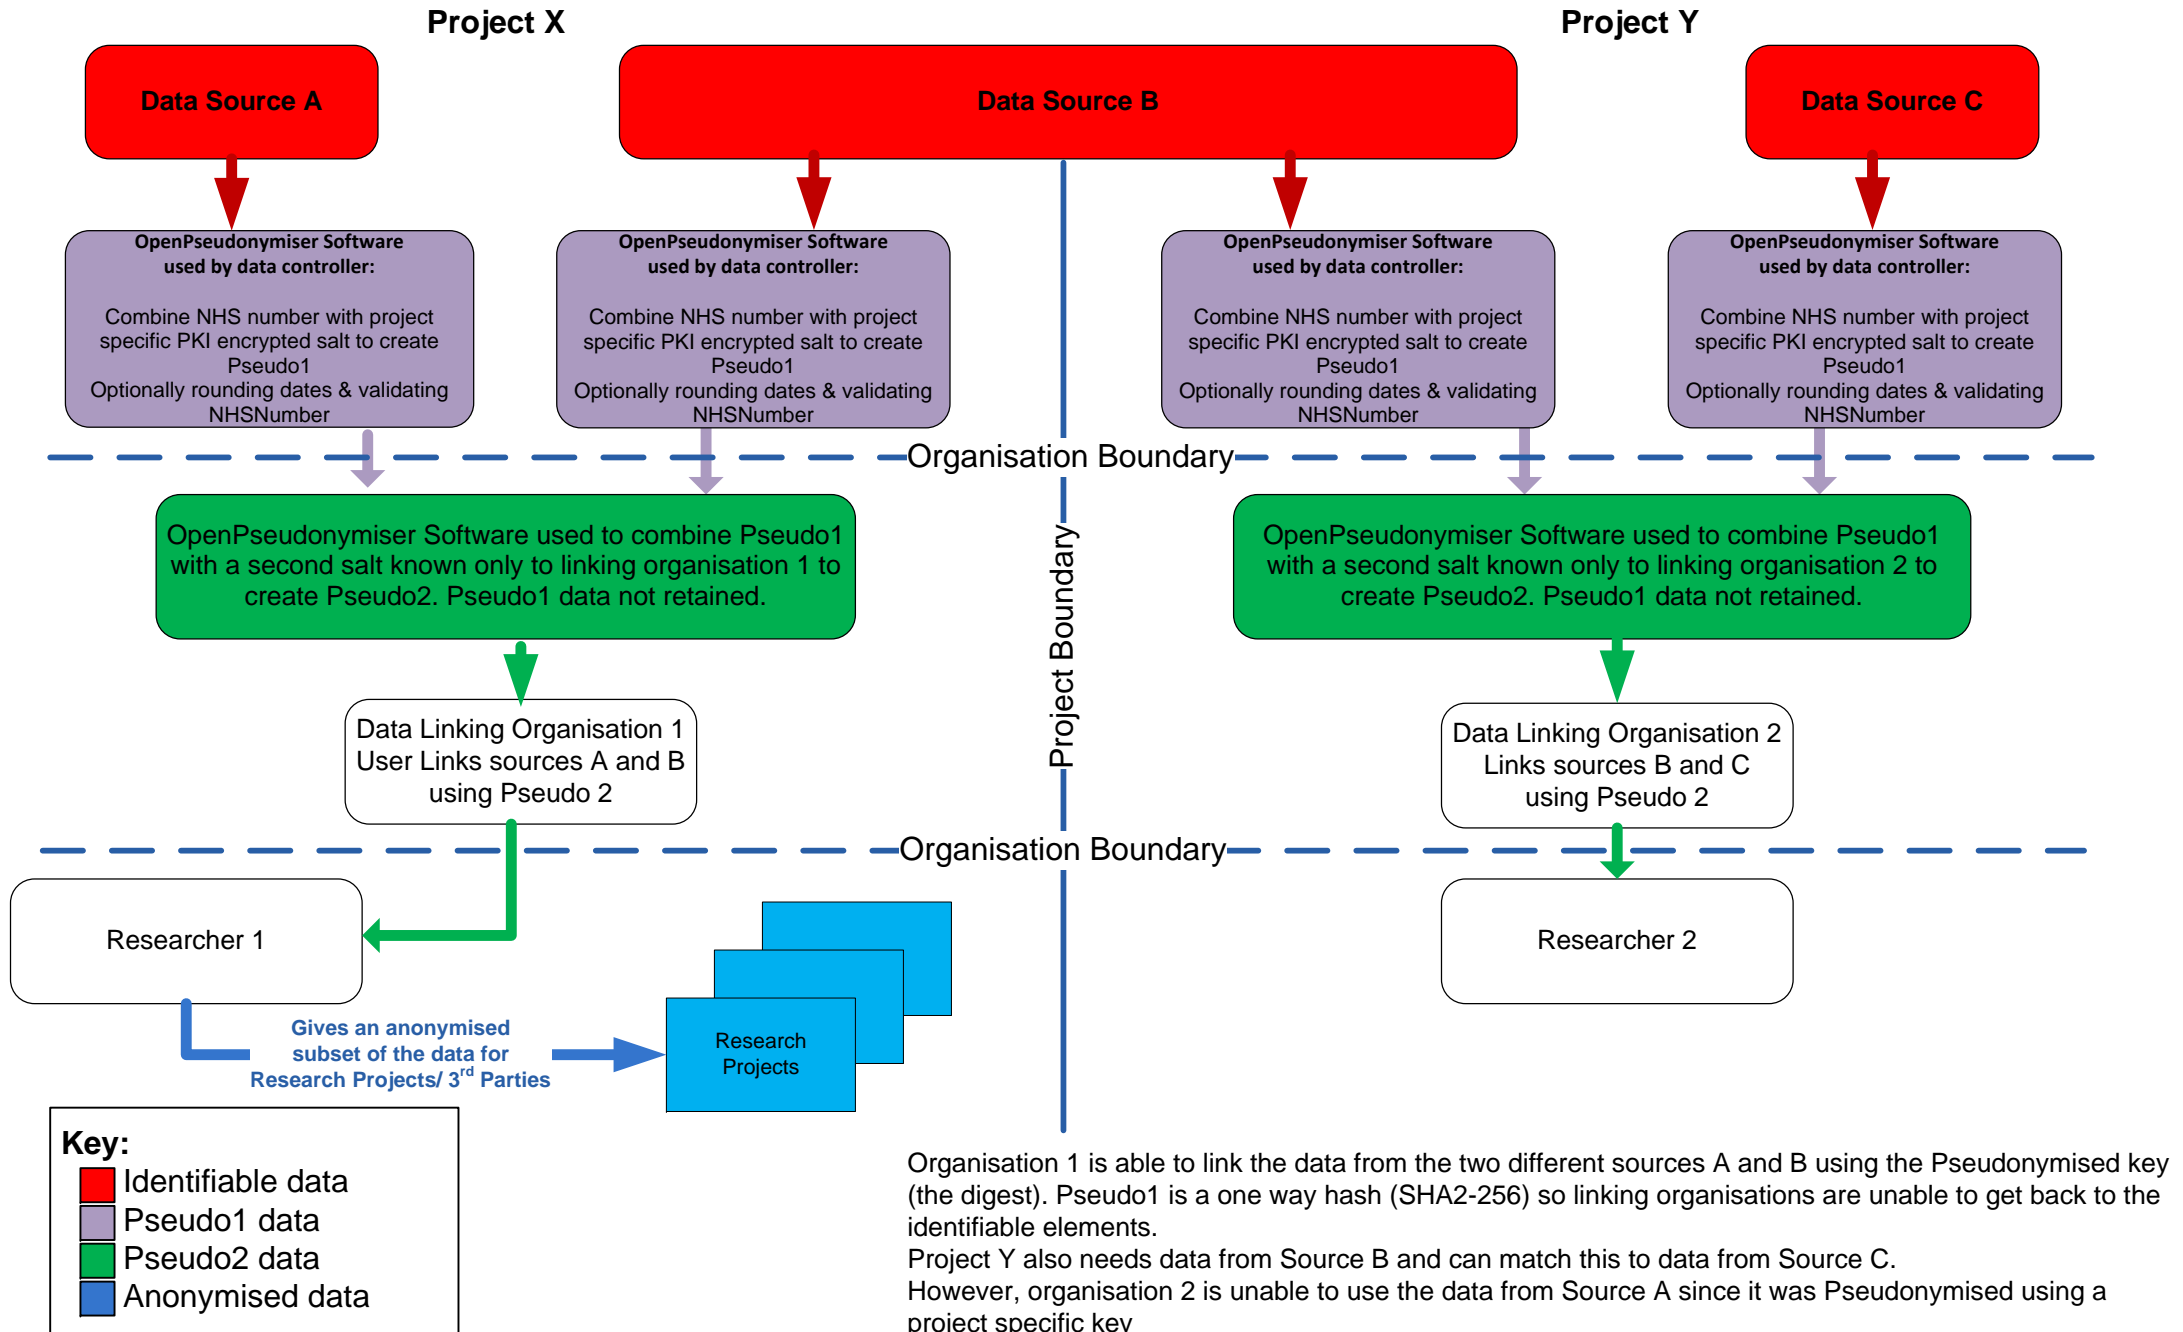 Project X
Project Y
Data Source A
Data Source B
Data Source C
OpenPseudonymiser Software
used by data controller:
Combine NHS number with project
specific PKI encrypted salt to create
Pseudo1
Optionally rounding dates & validating
NHSNumber
OpenPseudonymiser Software
used by data controller:
Combine NHS number with project
specific PKI encrypted salt to create
Pseudo1
Optionally rounding dates & validating
NHSNumber
OpenPseudonymiser Software
used by data controller:
Combine NHS number with project
specific PKI encrypted salt to create
Pseudo1
Optionally rounding dates & validating
NHSNumber
OpenPseudonymiser Software
used by data controller:
Combine NHS number with project
specific PKI encrypted salt to create
Pseudo1
Optionally rounding dates & validating
NHSNumber
Organisation Boundary
OpenPseudonymiser Software used to combine Pseudo1
with a second salt known only to linking organisation 1 to
create Pseudo2. Pseudo1 data not retained.
Project Boundary
OpenPseudonymiser Software used to combine Pseudo1
with a second salt known only to linking organisation 2 to
create Pseudo2. Pseudo1 data not retained.
Data Linking Organisation 1
User Links sources A and B
using Pseudo 2
Data Linking Organisation 2
Links sources B and C
using Pseudo 2
Organisation Boundary
Researcher 1
Researcher 2
Gives an anonymised
subset of the data for
Research Projects/ 3rd Parties
Research
Projects
Key:
Identifiable data
Pseudo1 data
Pseudo2 data
Anonymised data
Organisation 1 is able to link the data from the two different sources A and B using the Pseudonymised key
(the digest). Pseudo1 is a one way hash (SHA2-256) so linking organisations are unable to get back to the
identifiable elements.
Project Y also needs data from Source B and can match this to data from Source C.
However, organisation 2 is unable to use the data from Source A since it was Pseudonymised using a
project specific key